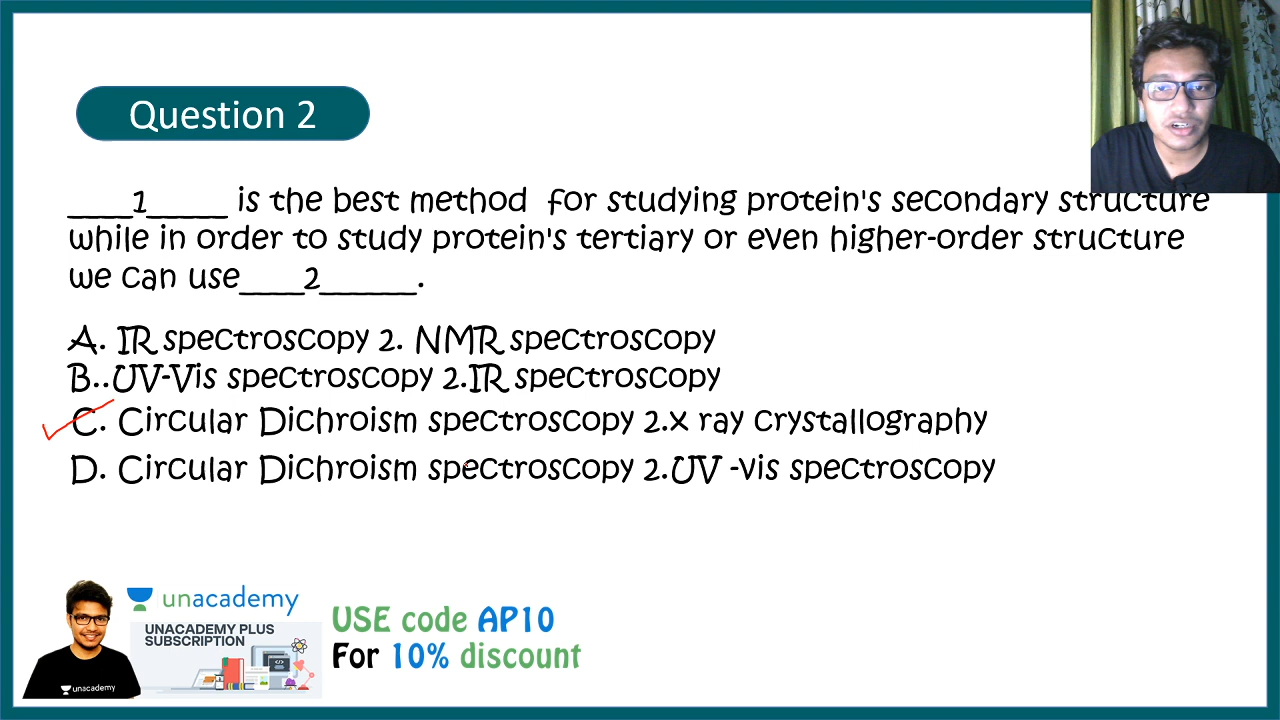 Question 2
____1_____ is the best method for studying protein's secondary structure
while in order to study protein's tertiary or even higher-order structure
we can use____2______.
A. IR spectroscopy 2. NMR spectroscopy
B..UV-Vis spectroscopy 2.IR spectroscopy
C. Circular Dichroism spectroscopy 2.x ray crystallography
D. Circular Dichroism spectroscopy 2.UV -vis spectroscopy
unacademy
UNACADEMY PLUS
SUBSCRIPTION
USE code AP10
For 10% discount
unacademy